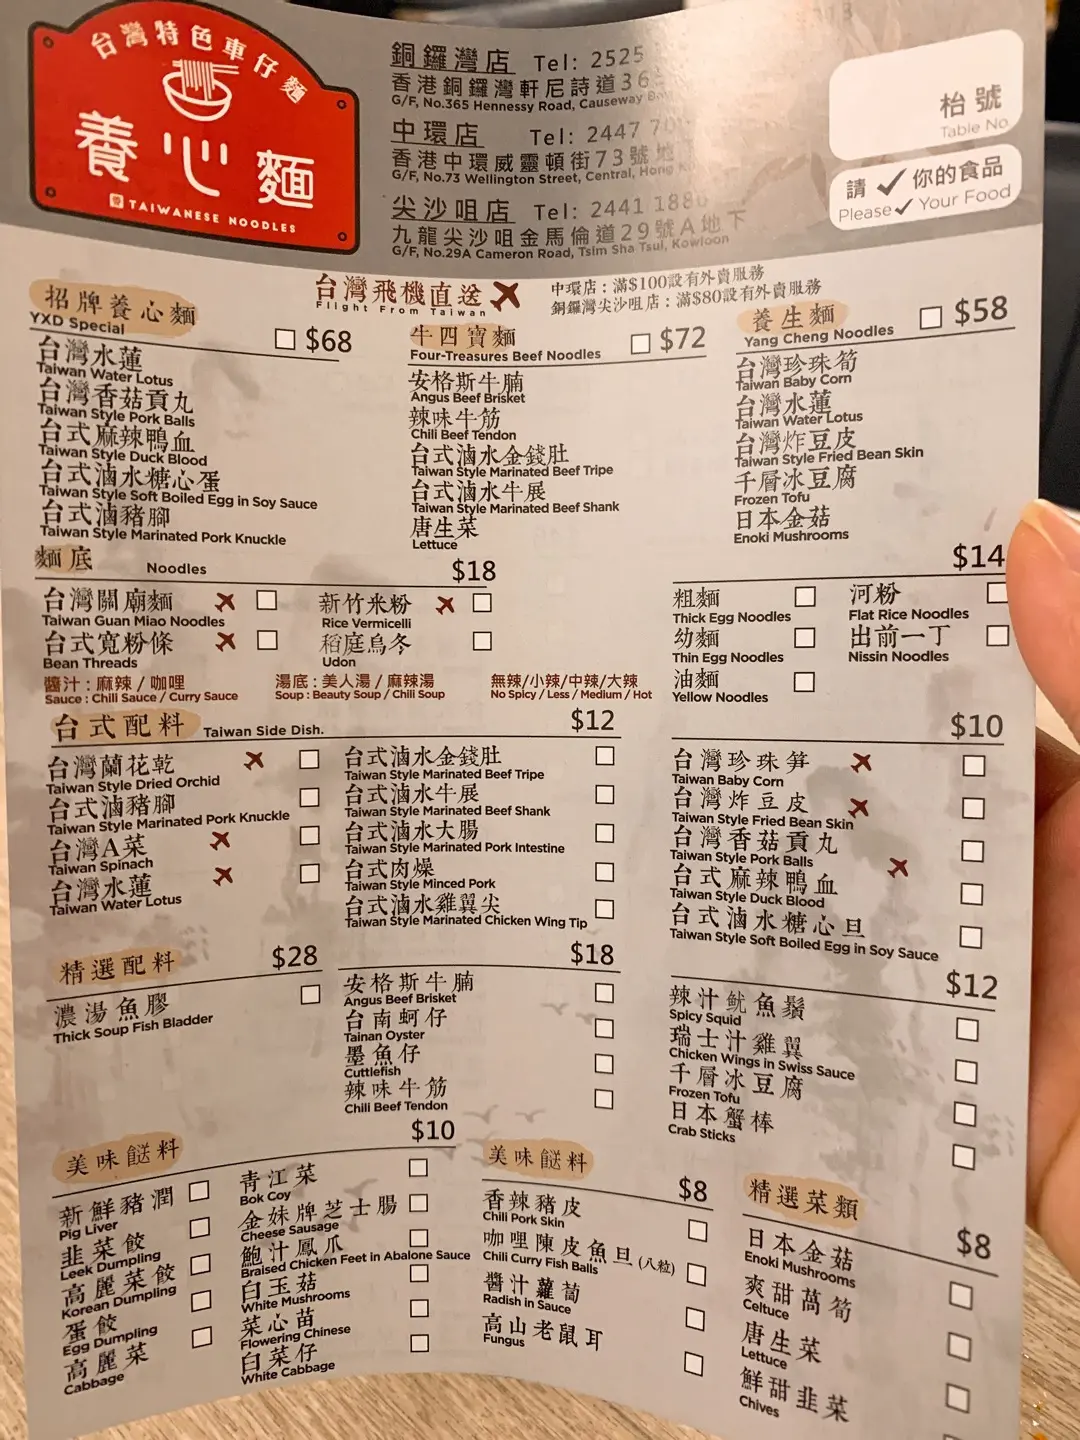 台灣特色車仔麵
養心麵
TAIWANESE NOODLES
銅鑼灣店 Tel: 2525
香港銅鑼灣軒尼詩道36
G/F, No.365 Hennessy Road, Causeway Bay
中環店 Tel: 2447 70
香港中環威靈頓街73號地
G/F, No.73 Wellington Street, Central, Hong
尖沙咀店 Tel: 2441 188
九龍尖沙咀金馬倫道29號A地下
G/F, No.29A Cameron Road, Tsim Sha Tsui, Kowloon
枱號
Table No.
請✓你的食品
Please✓Your Food
台灣飛機直送
Flight From Taiwan
中環店：滿$100設有外賣服務
銅鑼灣尖沙咀店：滿$80設有外賣服務
招牌養心麵
YXD Special
$68
台灣水蓮
Taiwan Water Lotus
台灣香菇貢丸
Taiwan Style Pork Balls
台式麻辣鴨血
Taiwan Style Duck Blood
台式滷水糖心蛋
Taiwan Style Soft Boiled Egg in Soy Sauce
台式滷豬腳
Taiwan Style Marinated Pork Knuckle
牛四寶麵
Four-Treasures Beef Noodles
$72
安格斯牛腩
Angus Beef Brisket
辣味牛筋
Chili Beef Tendon
台式滷水金錢肚
Taiwan Style Marinated Beef Tripe
台式滷水牛展
Taiwan Style Marinated Beef Shank
唐生菜
Lettuce
養生麵
Yang Cheng Noodles
$58
台灣珍珠筍
Taiwan Baby Corn
台灣水蓮
Taiwan Water Lotus
台灣炸豆皮
Taiwan Style Fried Bean Skin
千層冰豆腐
Frozen Tofu
日本金菇
Enoki Mushrooms
麵底 Noodles $18
台灣關廟麵
Taiwan Guan Miao Noodles
台式寬粉條
Bean Threads
新竹米粉
Rice Vermicelli
稻庭烏冬
Udon
醬汁：麻辣 / 咖哩
Sauce : Chili Sauce / Curry Sauce
湯底：美人湯 / 麻辣湯
Soup : Beauty Soup / Chili Soup
無辣/小辣/中辣/大辣
No Spicy / Less / Medium / Hot
$14
粗麵
Thick Egg Noodles
幼麵
Thin Egg Noodles
油麵
Yellow Noodles
河粉
Flat Rice Noodles
出前一丁
Nissin Noodles
台式配料 Taiwan Side Dish. $12
台灣蘭花乾
Taiwan Style Dried Orchid
台式滷豬腳
Taiwan Style Marinated Pork Knuckle
台灣A菜
Taiwan Spinach
台灣水蓮
Taiwan Water Lotus
台式滷水金錢肚
Taiwan Style Marinated Beef Tripe
台式滷水牛展
Taiwan Style Marinated Beef Shank
台式滷水大腸
Taiwan Style Marinated Pork Intestine
台式肉燥
Taiwan Style Minced Pork
台式滷水雞翼尖
Taiwan Style Marinated Chicken Wing Tip
$10
台灣珍珠笋
Taiwan Baby Corn
台灣炸豆皮
Taiwan Style Fried Bean Skin
台灣香菇貢丸
Taiwan Style Pork Balls
台式麻辣鴨血
Taiwan Style Duck Blood
台式滷水糖心旦
Taiwan Style Soft Boiled Egg in Soy Sauce
精選配料 $28
濃湯魚膠
Thick Soup Fish Bladder
$18
安格斯牛腩
Angus Beef Brisket
台南蚵仔
Tainan Oyster
墨魚仔
Cuttlefish
辣味牛筋
Chili Beef Tendon
$12
辣汁魷魚鬚
Spicy Squid
瑞士汁雞翼
Chicken Wings in Swiss Sauce
千層冰豆腐
Frozen Tofu
日本蟹棒
Crab Sticks
美味餸料 $10
新鮮豬潤
Pig Liver
韭菜餃
Leek Dumpling
高麗菜餃
Korean Dumpling
蛋餃
Egg Dumpling
高麗菜
Cabbage
青江菜
Bok Coy
金妹牌芝士腸
Cheese Sausage
鮑汁鳳爪
Braised Chicken Feet in Abalone Sauce
白玉菇
White Mushrooms
菜心苗
Flowering Chinese
白菜仔
White Cabbage
美味餸料 $8
香辣豬皮
Chili Pork Skin
咖哩陳皮魚旦(八粒)
Chili Curry Fish Balls
醬汁蘿蔔
Radish in Sauce
高山老鼠耳
Fungus
精選菜類 $8
日本金菇
Enoki Mushrooms
爽甜萵筍
Celtuce
唐生菜
Lettuce
鮮甜韭菜
Chives